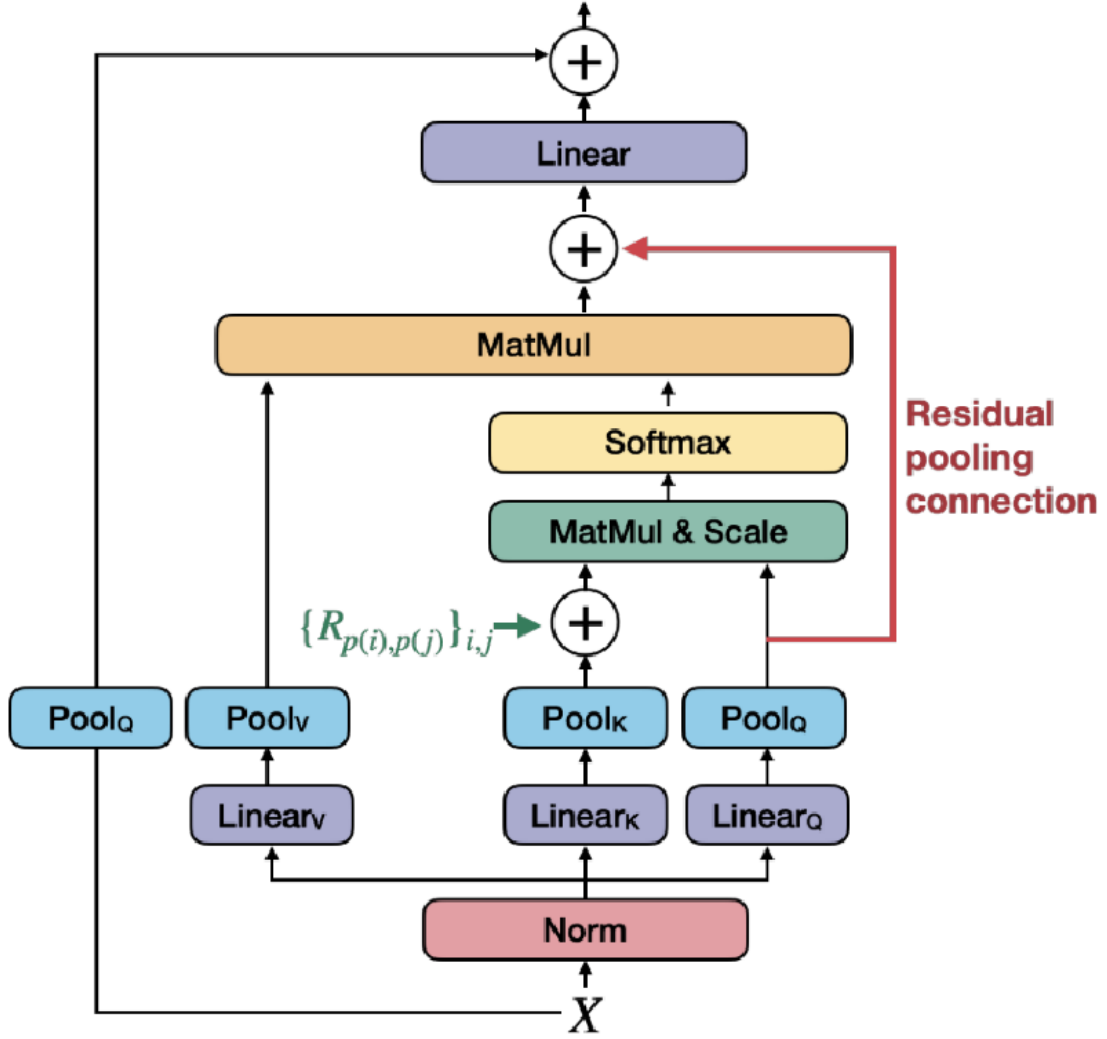 +
Linear
+
MatMul
Softmax
Residual
pooling
connection
MatMul & Scale
{R_{p(i),p(j)}}_{i,j}
+
Pool_Q
Pool_V
Pool_K
Pool_Q
Linear_V
Linear_K
Linear_Q
Norm
X